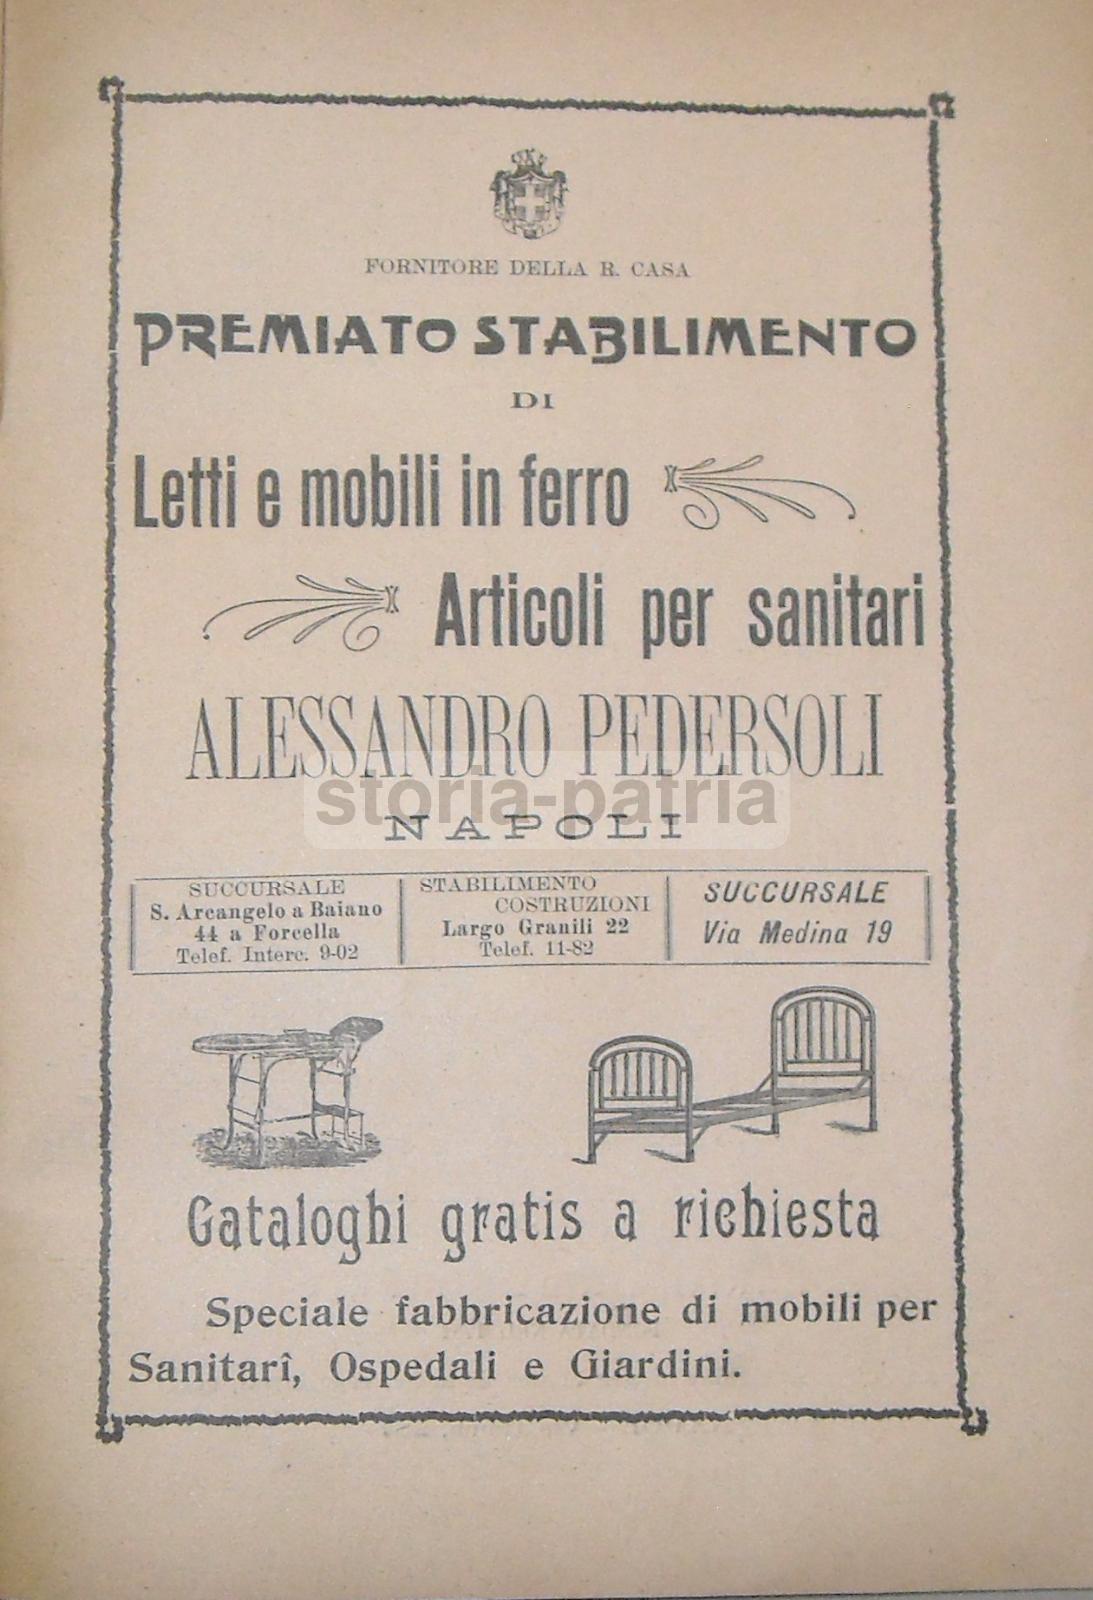 FORNITORE DELLA R. CASA
PREMIATO STABILIMENTO
DI
Letti e mobili in ferro
Articoli per sanitari
ALESSANDRO PEDERSOLI
storia-patria
NAPOLI
SUCCURSALE
S. Arcangelo a Baiano
44 a Forcella
Telef. Interc. 9-02
STABILIMENTO
COSTRUZIONI
Largo Granili 22
Telef. 11-82
SUCCURSALE
Via Medina 19
Cataloghi gratis a richiesta
Speciale fabbricazione di mobili per
Sanitarî, Ospedali e Giardini.